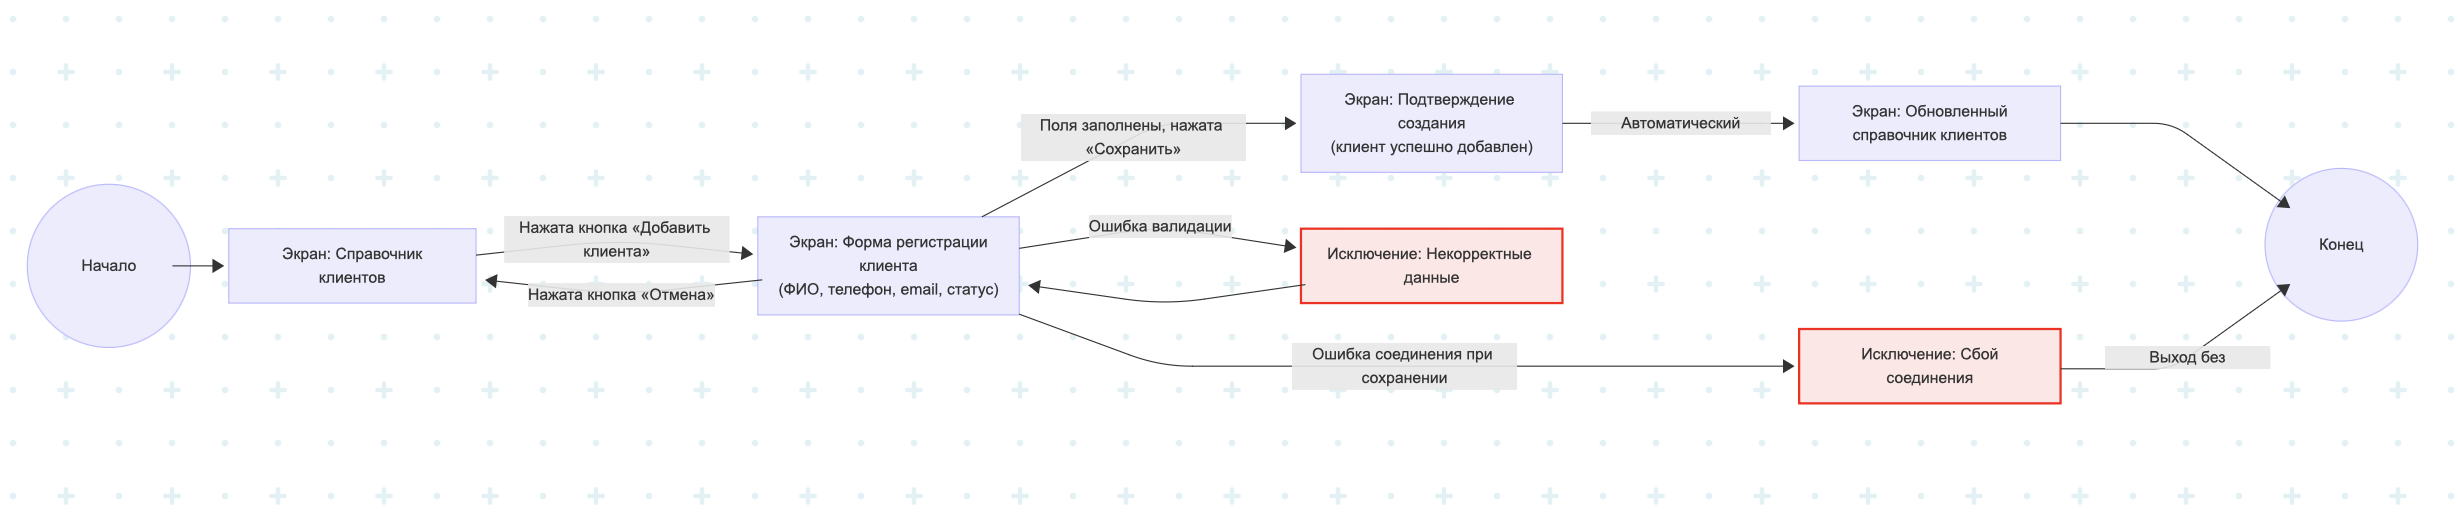 Начало
Экран: Справочник
клиентов
Нажата кнопка «Добавить
клиента»
Нажата кнопка «Отмена»
Экран: Форма регистрации
клиента
(ФИО, телефон, email, статус)
Поля заполнены, нажата
«Сохранить»
Ошибка валидации
Ошибка соединения при
сохранении
Экран: Подтверждение
создания
(клиент успешно добавлен)
Исключение: Некорректные
данные
Автоматический
Экран: Обновленный
справочник клиентов
Исключение: Сбой
соединения
Выход без
Конец